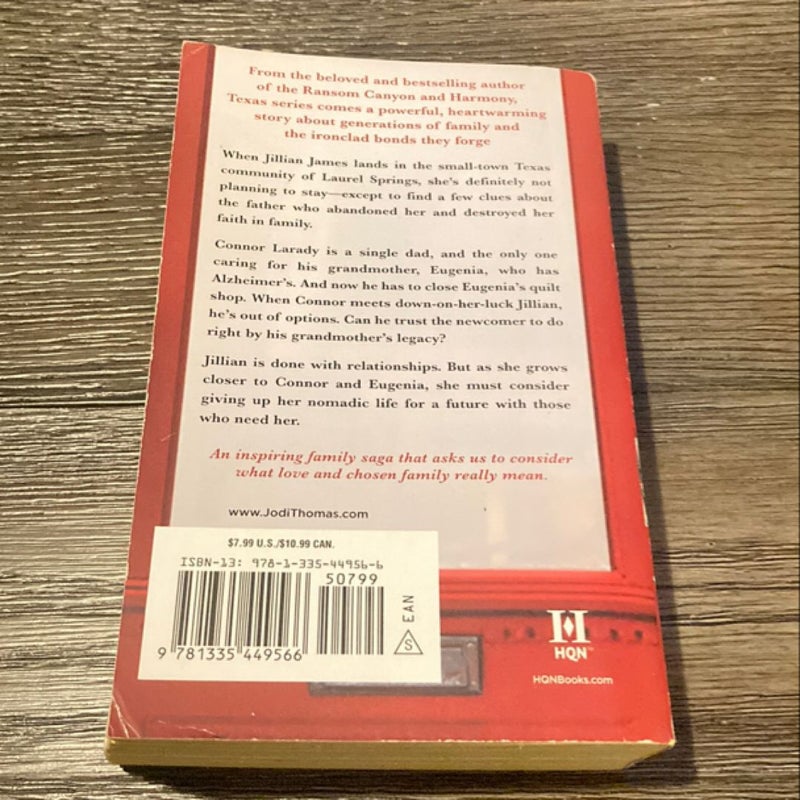 From the beloved and bestselling author
of the Ransom Canyon and Harmony,
Texas series comes a powerful, heartwarming
story about generations of family and
the ironclad bonds they forge
When Jillian James lands in the small-town Texas
community of Laurel Springs, she's definitely not
planning to stay—except to find a few clues about
the father who abandoned her and destroyed her
faith in family.
Connor Larady is a single dad, and the only one
caring for his grandmother, Eugenia, who has
Alzheimer's. And now he has to close Eugenia's quilt
shop. When Connor meets down-on-her-luck Jillian,
he's out of options. Can he trust the newcomer to do
right by his grandmother's legacy?
Jillian is done with relationships. But as she grows
closer to Connor and Eugenia, she must consider
giving up her nomadic life for a future with those
who need her.
An inspiring family saga that asks us to consider
what love and chosen family really mean.
www.JodiThomas.com
$7.99 U.S./$10.99 CAN.
ISBN-13: 978-1-335-44956-6
50799
9 781335 449566
EAN
S
H
HQN™
HQNBooks.com